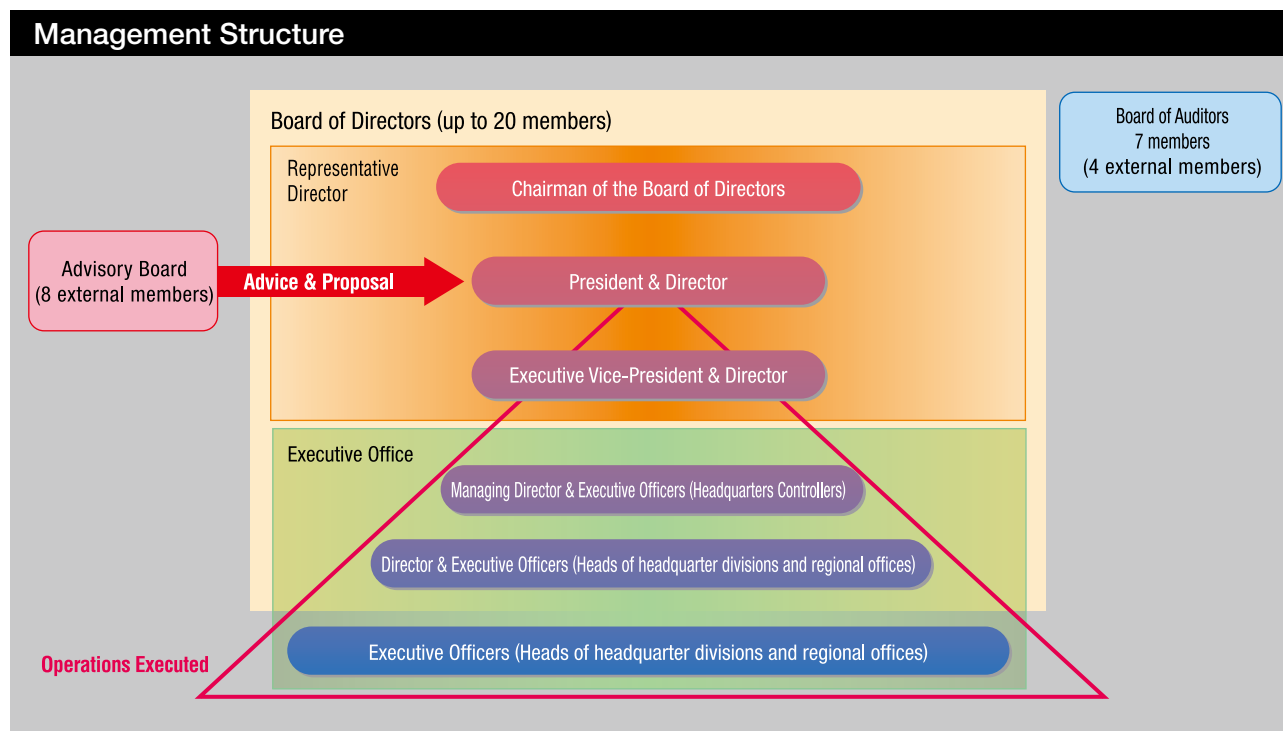 Management Structure
Board of Directors (up to 20 members)
Board of Auditors
7 members
(4 external members)
Representative
Director
Chairman of the Board of Directors
Advisory Board
(8 external members)
Advice & Proposal
President & Director
Executive Vice-President & Director
Executive Office
Managing Director & Executive Officers (Headquarters Controllers)
Director & Executive Officers (Heads of headquarter divisions and regional offices)
Operations Executed
Executive Officers (Heads of headquarter divisions and regional offices)